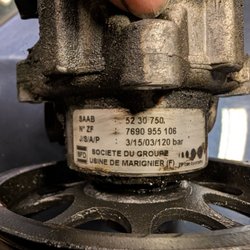 SAAB : 52 30 750.
N° ZF : 7690 955 106
J/S/A/P : 3/15/03/120 bar
SOCIETE DU GROUPE
USINE DE MARIGNIER (F)